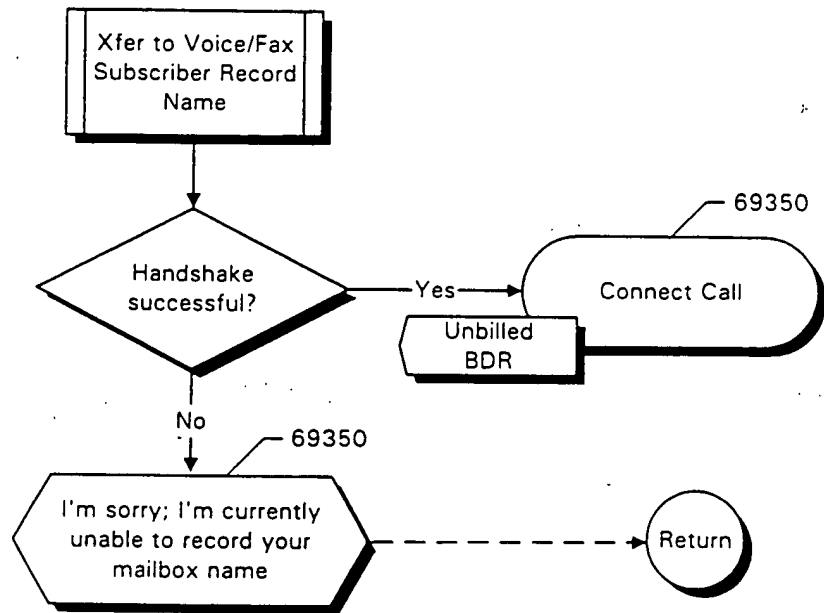 Xfer to Voice/Fax
Subscriber Record
Name
69350
Handshake
successful?
Yes
Connect Call
Unbilled
BDR
No
69350
I'm sorry; I'm currently
unable to record your
mailbox name
Return